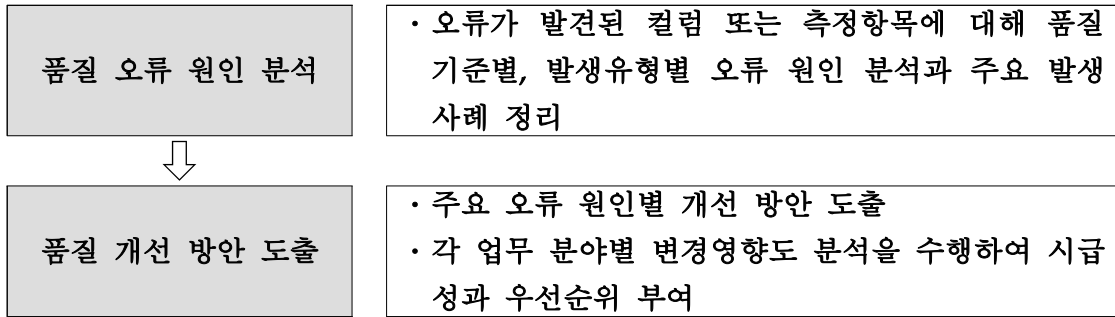 품질 오류 원인 분석
· 오류가 발견된 컬럼 또는 측정항목에 대해 품질
기준별, 발생유형별 오류 원인 분석과 주요 발생
사례 정리
품질 개선 방안 도출
· 주요 오류 원인별 개선 방안 도출
· 각 업무 분야별 변경영향도 분석을 수행하여 시급
성과 우선순위 부여